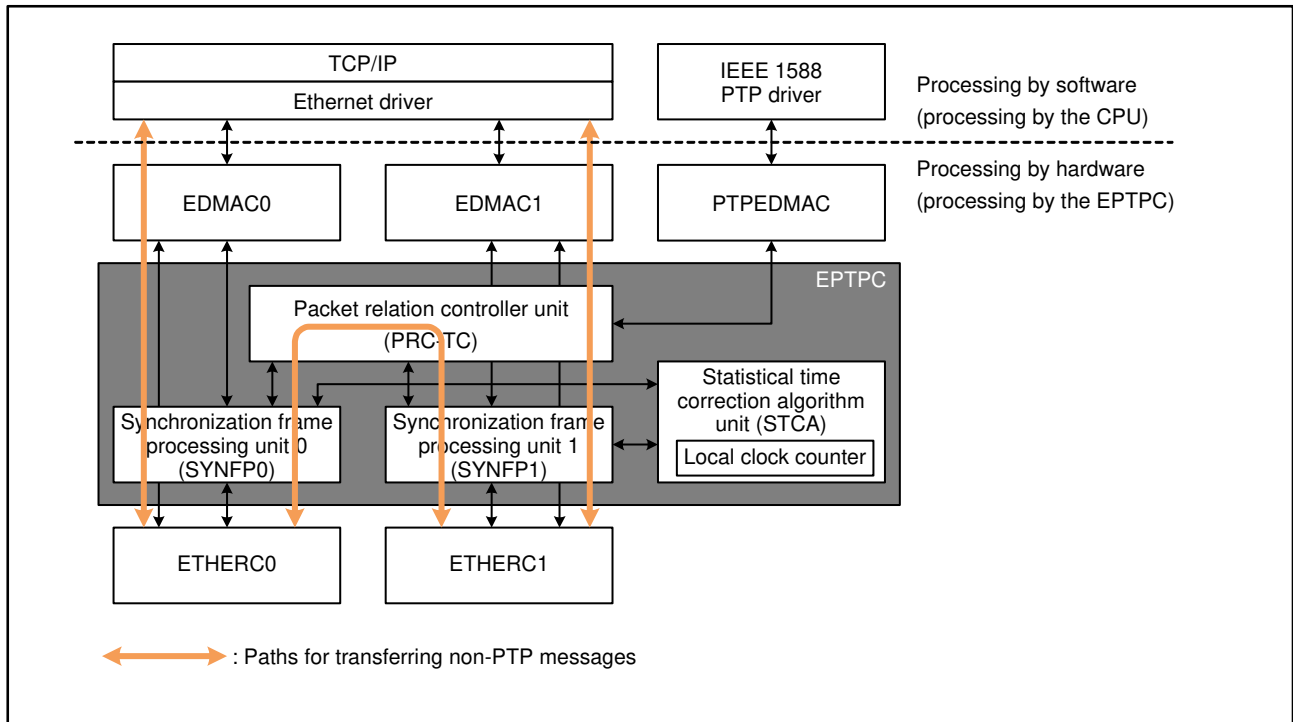 TCP/IP
Ethernet driver
IEEE 1588
PTP driver
Processing by software
(processing by the CPU)
Processing by hardware
(processing by the EPTPC)
EDMAC0
EDMAC1
PTPEDMAC
EPTPC
Packet relation controller unit
(PRC-TC)
Synchronization frame
processing unit 0
(SYNFP0)
Synchronization frame
processing unit 1
(SYNFP1)
Statistical time
correction algorithm
unit (STCA)
Local clock counter
ETHERC0
ETHERC1
: Paths for transferring non-PTP messages